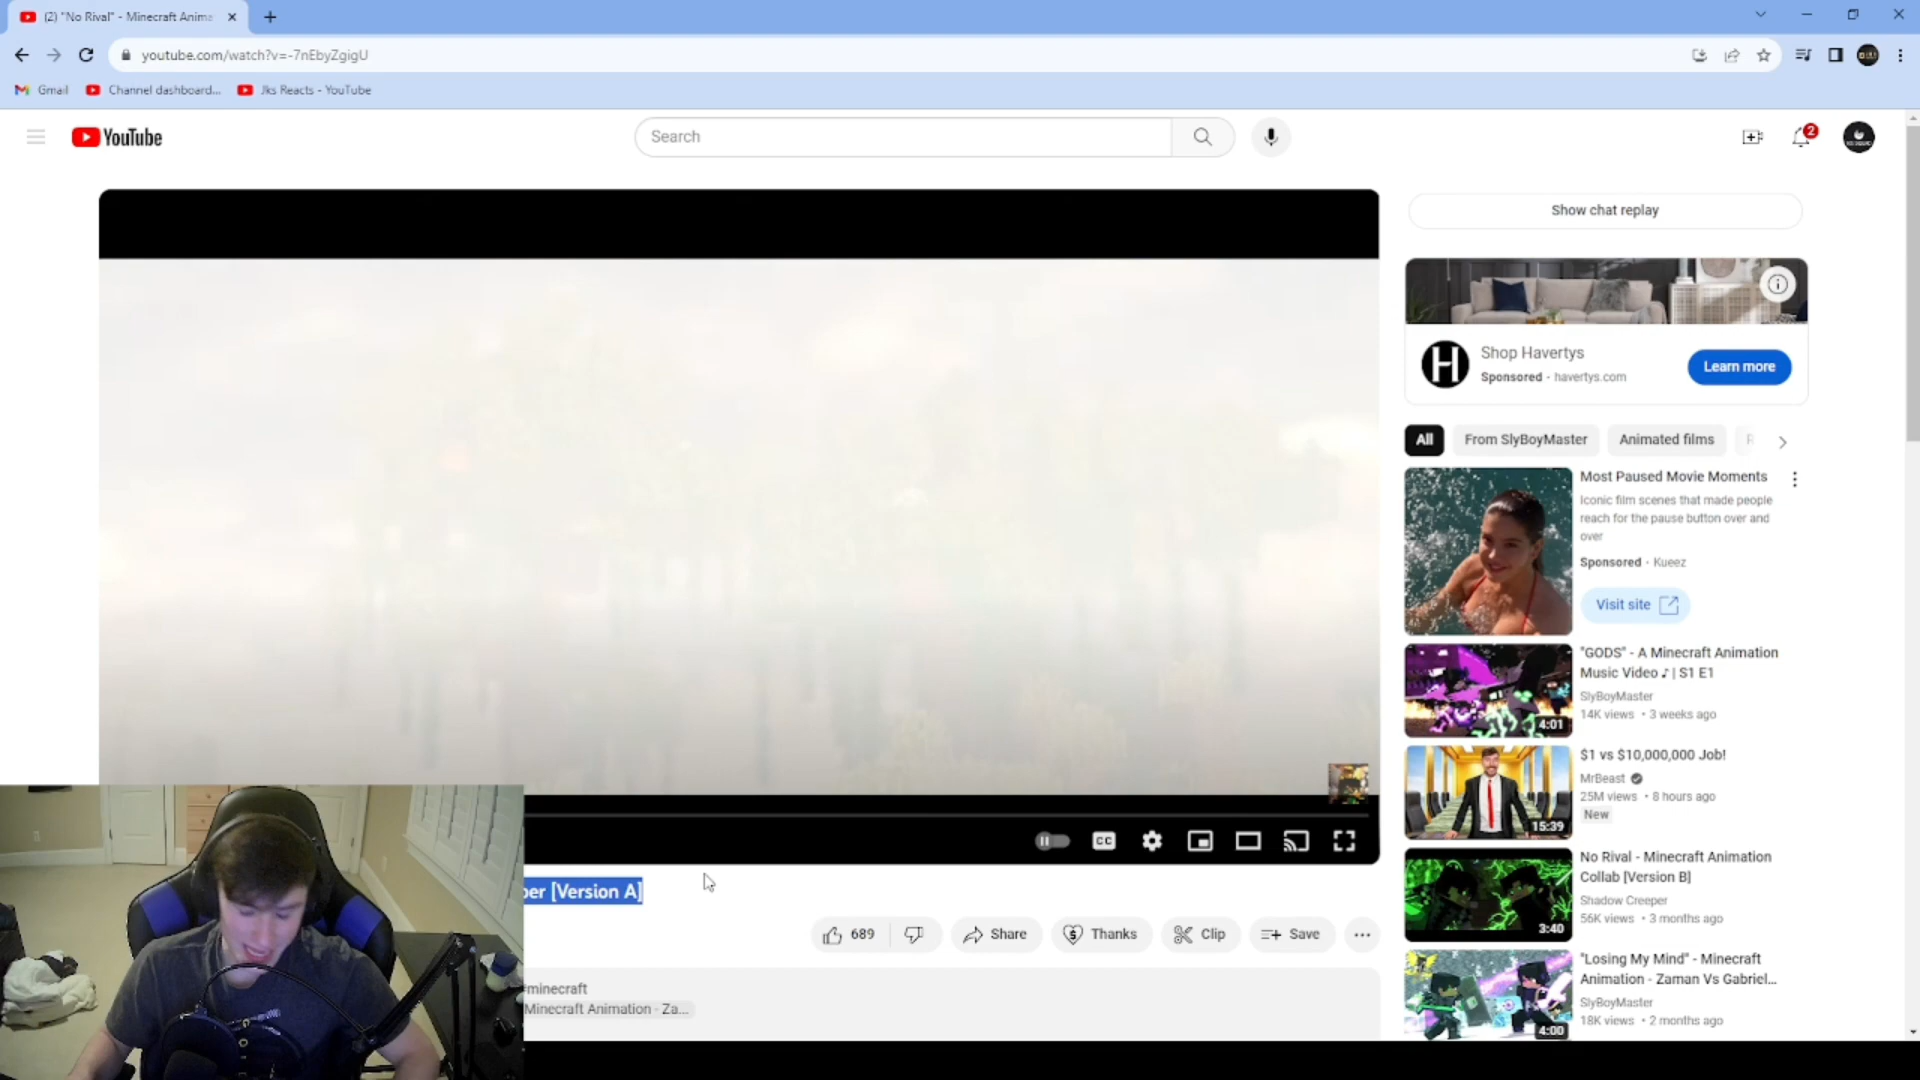 (2) "No Rival" - Minecraft Anima
youtube.com/watch?v=-7nEbyZgigU
Gmail
Channel dashboard...
Jks Reacts - YouTube
YouTube
Search
2
Show chat replay
H
Shop Havertys
Sponsored · havertys.com
Learn more
All
From SlyBoyMaster
Animated films
R
Most Paused Movie Moments
Iconic film scenes that made people
reach for the pause button over and
over
Sponsored · Kueez
Visit site
"GODS" - A Minecraft Animation
Music Video ♪ | S1 E1
SlyBoyMaster
14K views • 3 weeks ago
4:01
$1 vs $10,000,000 Job!
MrBeast
25M views • 8 hours ago
New
15:39
No Rival - Minecraft Animation
Collab [Version B]
Shadow Creeper
56K views • 3 months ago
3:40
"Losing My Mind" - Minecraft
Animation - Zaman Vs Gabriel...
SlyBoyMaster
18K views • 2 months ago
4:00
CC
per [Version A]
689
Share
Thanks
Clip
Save
#minecraft
Minecraft Animation - Za...